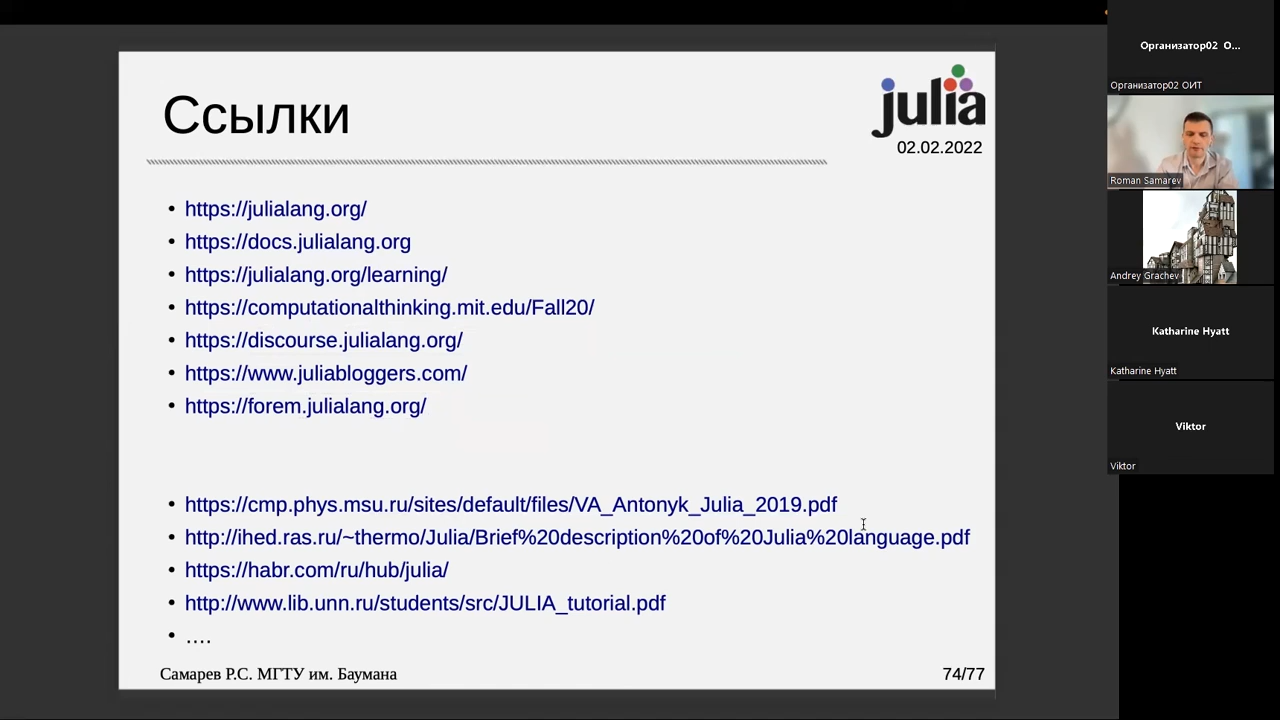 Ссылки
julia
02.02.2022
• https://julialang.org/
• https://docs.julialang.org
• https://julialang.org/learning/
• https://computationalthinking.mit.edu/Fall20/
• https://discourse.julialang.org/
• https://www.juliabloggers.com/
• https://forem.julialang.org/
• https://cmp.phys.msu.ru/sites/default/files/VA_Antonyk_Julia_2019.pdf
• http://ihed.ras.ru/~thermo/Julia/Brief%20description%20of%20Julia%20language.pdf
• https://habr.com/ru/hub/julia/
• http://www.lib.unn.ru/students/src/JULIA_tutorial.pdf
• ....
Самарев Р.С. МГТУ им. Баумана
74/77
Организатор02 О...
Организатор02 ОИТ
Roman Samarev
Andrey Grachev
Katharine Hyatt
Katharine Hyatt
Viktor
Viktor